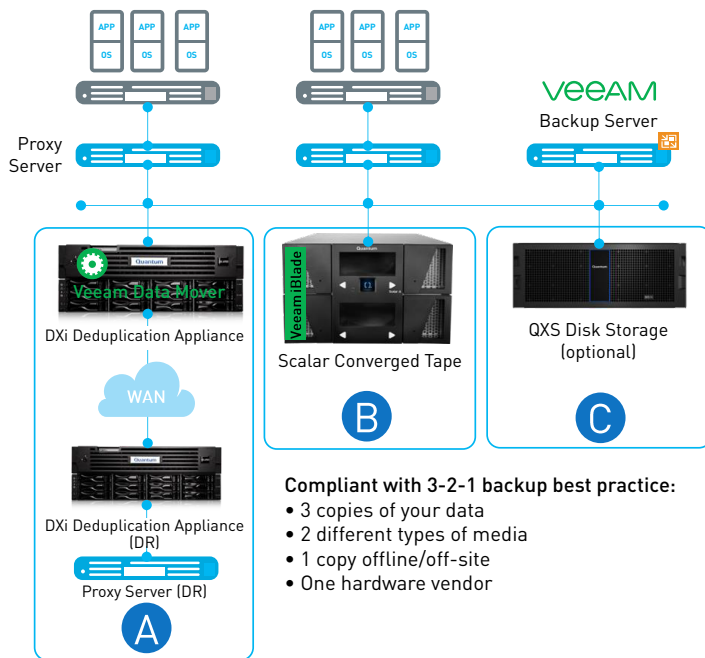 APP APP APP
OS OS OS
APP APP APP
OS OS OS
VEEAM
Backup Server
Proxy
Server
Quantum
Veeam Data Mover
DXi Deduplication Appliance
WAN
Quantum
DXi Deduplication Appliance
(DR)
Proxy Server (DR)
A
Quantum
Veeam iBlade
Scalar Converged Tape
B
Quantum
QXS Disk Storage
(optional)
C
Compliant with 3-2-1 backup best practice:
• 3 copies of your data
• 2 different types of media
• 1 copy offline/off-site
• One hardware vendor